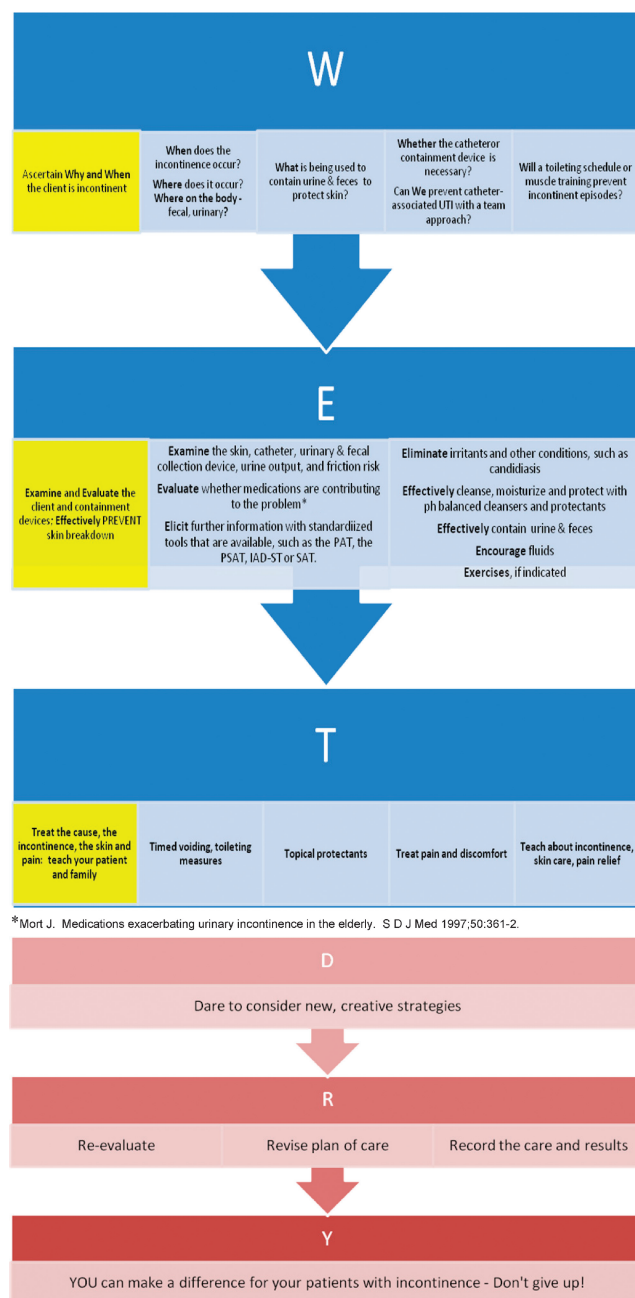 W
Ascertain Why and When
the client is incontinent
When does the
incontinence occur?
Where does it occur?
Where on the body -
fecal, urinary?
What is being used to
contain urine & feces to
protect skin?
Whether the catheteror
containment device is
necessary?
Can We prevent catheter-
associated UTI with a team
approach?
Will a toileting schedule or
muscle training prevent
incontinent episodes?
E
Examine and Evaluate the
client and containment
devices; Effectively PREVENT
skin breakdown
Examine the skin, catheter, urinary & fecal
collection device, urine output, and friction risk
Evaluate whether medications are contributing
to the problem*
Elicit further information with standardiized
tools that are available, such as the PAT, the
PSAT, IAD-ST or SAT.
Eliminate irritants and other conditions, such as
candidiasis
Effectively cleanse, moisturize and protect with
ph balanced cleansers and protectants
Effectively contain urine & feces
Encourage fluids
Exercises, if indicated
T
Treat the cause, the
incontinence, the skin and
pain: teach your patient
and family
Timed voiding, toileting
measures
Topical protectants
Treat pain and discomfort
Teach about incontinence,
skin care, pain relief
*Mort J. Medications exacerbating urinary incontinence in the elderly. S D J Med 1997;50:361-2.
D
Dare to consider new, creative strategies
R
Re-evaluate
Revise plan of care
Record the care and results
Y
YOU can make a difference for your patients with incontinence - Don't give up!